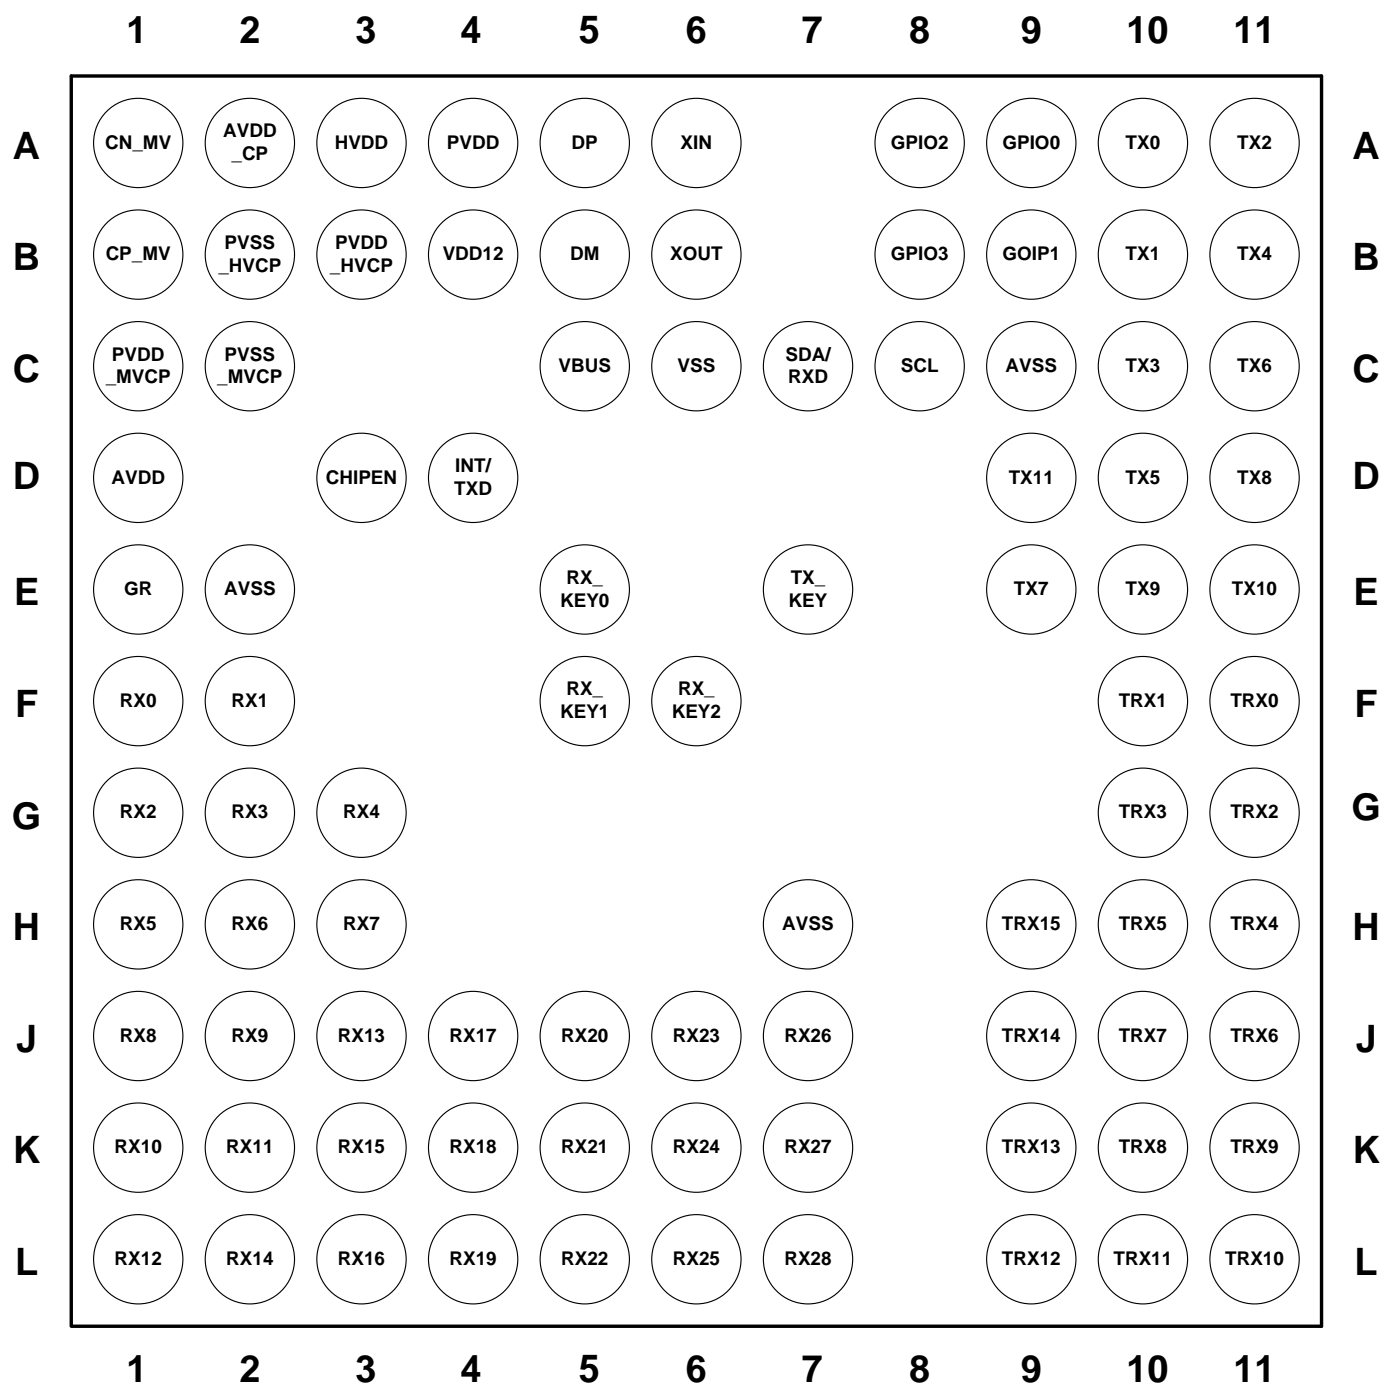 1 2 3 4 5 6 7 8 9 10 11
A CN_MV AVDD _CP HVDD PVDD DP XIN GPIO2 GPIO0 TX0 TX2 A
B CP_MV PVSS _HVCP PVDD _HVCP VDD12 DM XOUT GPIO3 GOIP1 TX1 TX4 B
C PVDD _MVCP PVSS _MVCP VBUS VSS SDA/ RXD SCL AVSS TX3 TX6 C
D AVDD CHIPEN INT/ TXD TX11 TX5 TX8 D
E GR AVSS RX_ KEY0 TX_ KEY TX7 TX9 TX10 E
F RX0 RX1 RX_ KEY1 RX_ KEY2 TRX1 TRX0 F
G RX2 RX3 RX4 TRX3 TRX2 G
H RX5 RX6 RX7 AVSS TRX15 TRX5 TRX4 H
J RX8 RX9 RX13 RX17 RX20 RX23 RX26 TRX14 TRX7 TRX6 J
K RX10 RX11 RX15 RX18 RX21 RX24 RX27 TRX13 TRX8 TRX9 K
L RX12 RX14 RX16 RX19 RX22 RX25 RX28 TRX12 TRX11 TRX10 L
1 2 3 4 5 6 7 8 9 10 11